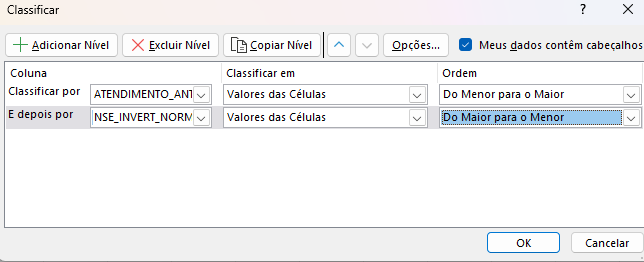 Classificar
? ×
Adicionar Nível Excluir Nível Copiar Nível Opções... Meus dados contêm cabeçalhos
Coluna Classificar em Ordem
Classificar por ATENDIMENTO_ANT Valores das Células Do Menor para o Maior
E depois por NSE_INVERT_NORM Valores das Células Do Maior para o Menor
OK Cancelar